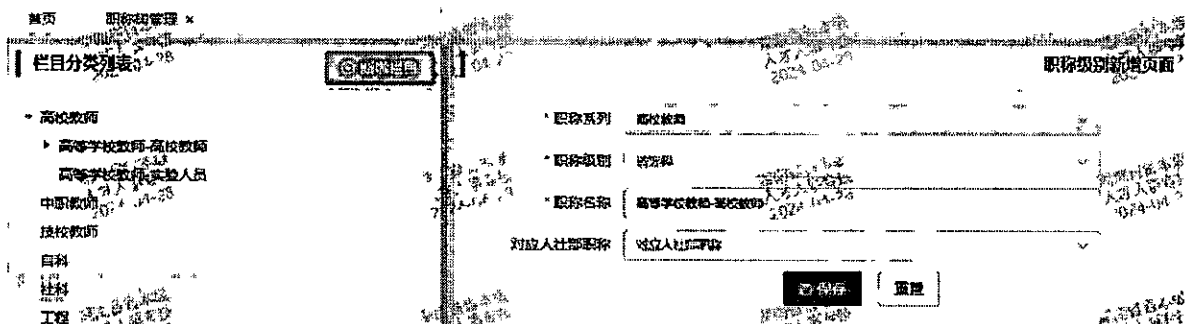 首页 职称级管理 ×
栏目分类列表
职称级别新增页面
高校教师
高等学校教师-高校教师
高等学校教师-实验人员
中职教师
技校教师
自科
社科
工程
* 职称系列 高校教师
* 职称级别
* 职称名称 高等学校教师-高校教师
对应人社部职称 对应人社部职称
保存 重置